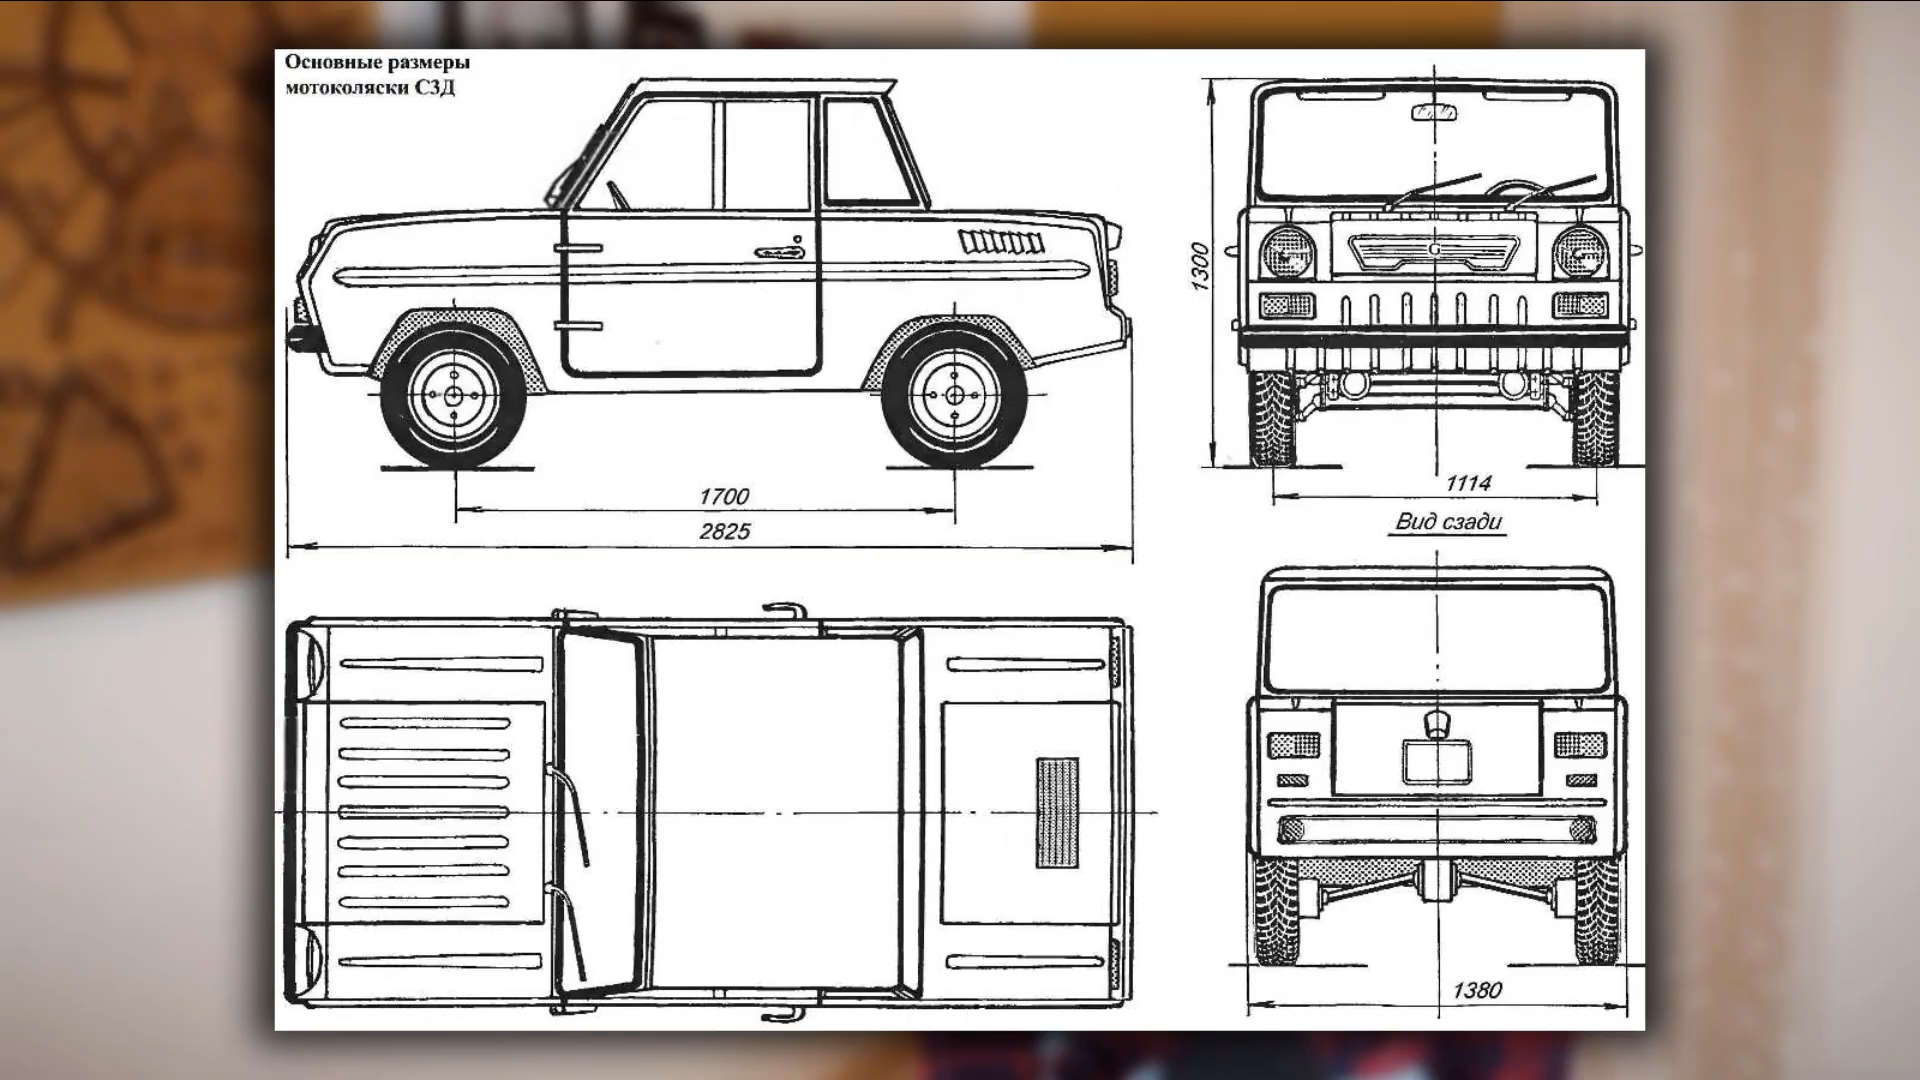 Основные размеры
мотоколяски СЗД
1300
1700
2825
1114
Вид сзади
1380